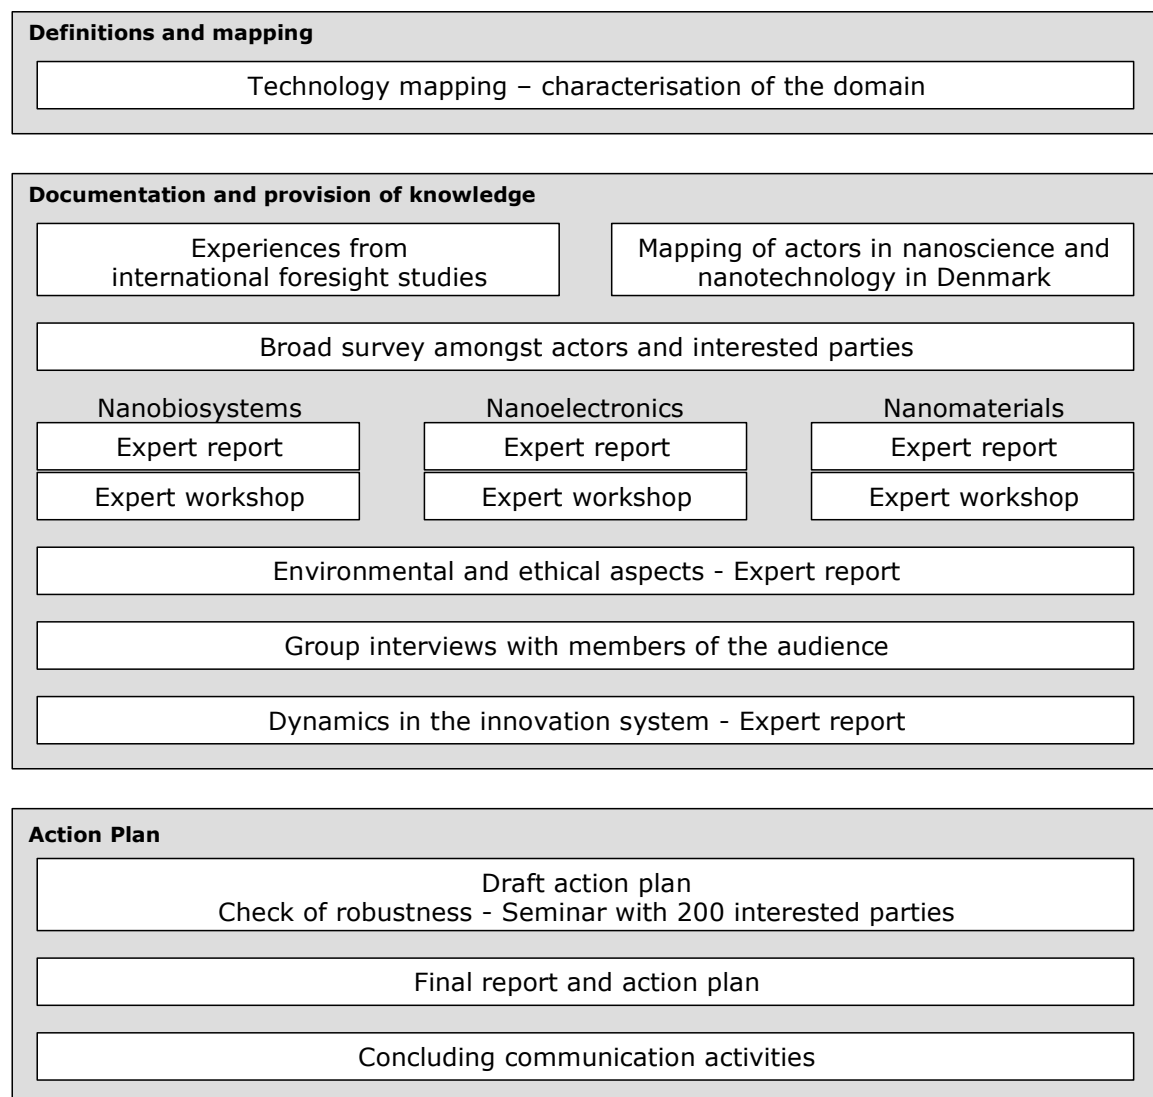 Definitions and mapping
Technology mapping – characterisation of the domain
Documentation and provision of knowledge
Experiences from
international foresight studies
Mapping of actors in nanoscience and
nanotechnology in Denmark
Broad survey amongst actors and interested parties
Nanobiosystems
Expert report
Expert workshop
Nanoelectronics
Expert report
Expert workshop
Nanomaterials
Expert report
Expert workshop
Environmental and ethical aspects - Expert report
Group interviews with members of the audience
Dynamics in the innovation system - Expert report
Action Plan
Draft action plan
Check of robustness - Seminar with 200 interested parties
Final report and action plan
Concluding communication activities